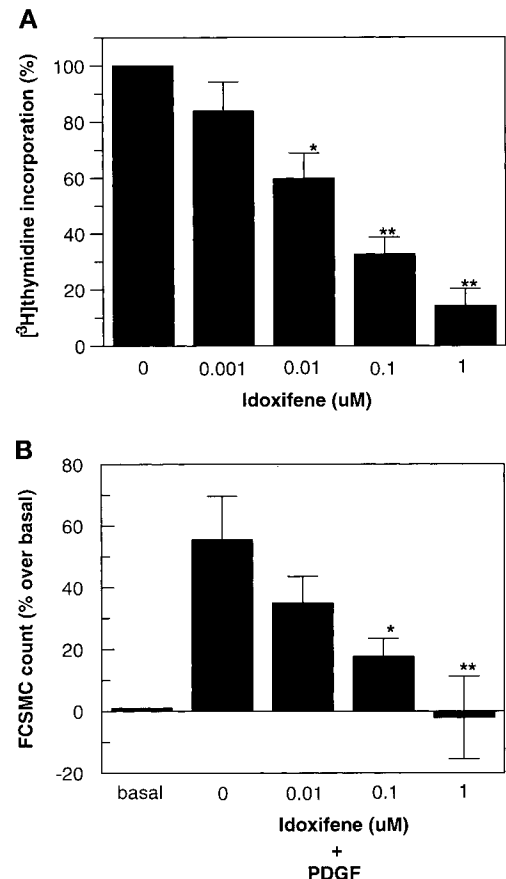 A
[³H]thymidine incorporation (%)
100
80
60
40
20
0
*
**
**
0 0.001 0.01 0.1 1
Idoxifene (uM)
B
FCSMC count (% over basal)
80
60
40
20
0
-20
*
**
basal 0 0.01 0.1 1
Idoxifene (uM)
+
PDGF